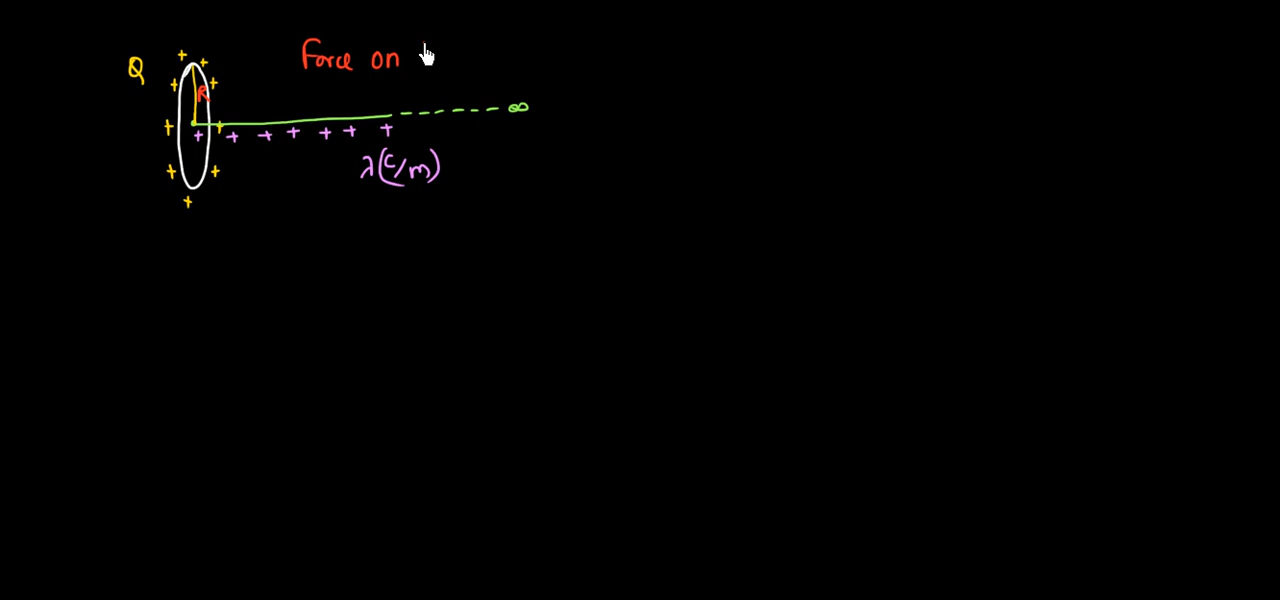 Q
Force on
R
∞
+ + + + + + +
λ(C/m)